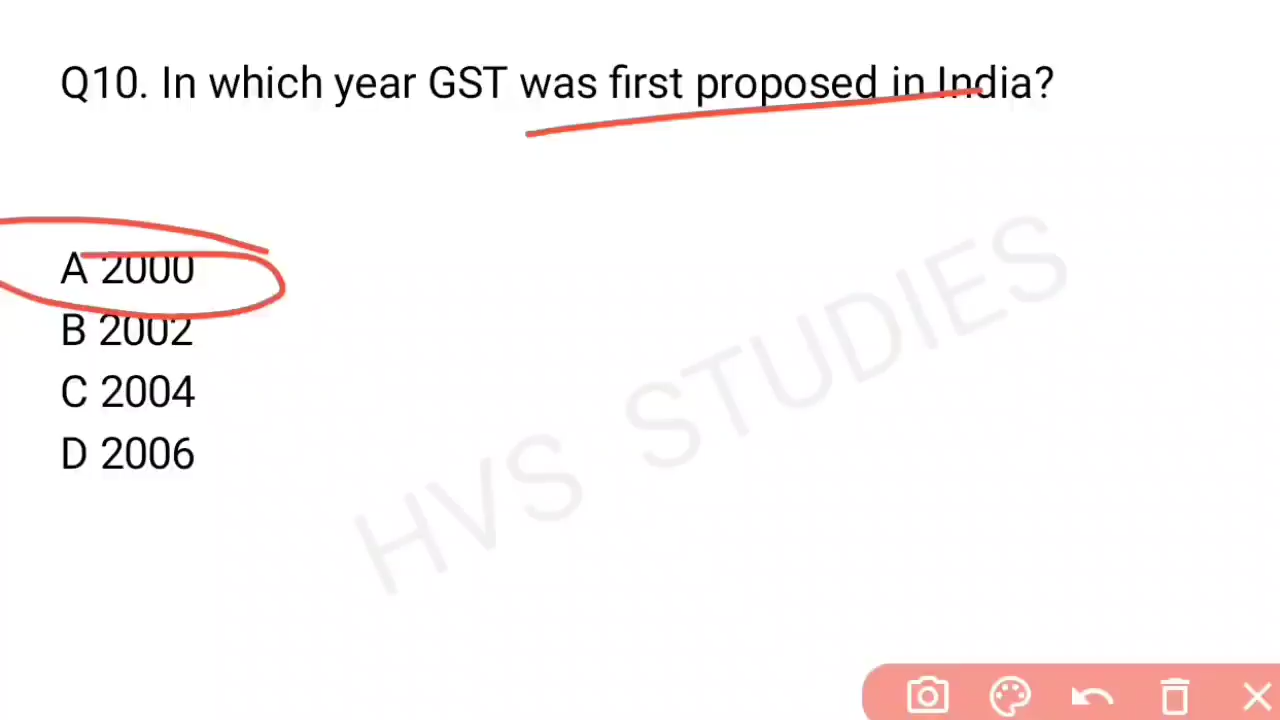 Q10. In which year GST was first proposed in India?
A 2000
B 2002
C 2004
D 2006
HVS STUDIES